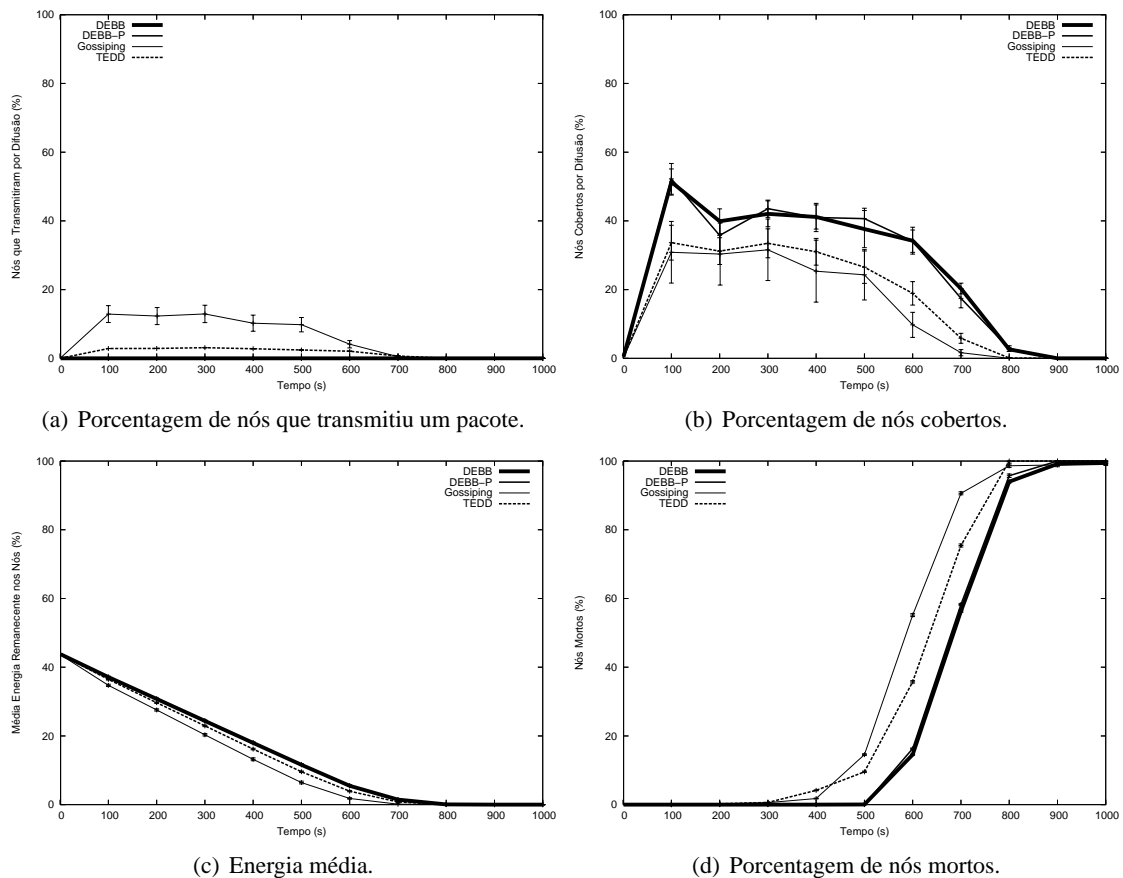 100
80
60
40
20
0
Nós que Transmitiram por Difusão (%)
DEBB
DEBB-P
Gossiping
TEDD
0 100 200 300 400 500 600 700 800 900 1000
Tempo (s)
(a) Porcentagem de nós que transmitiu um pacote.
100
80
60
40
20
0
Nós Cobertos por Difusão (%)
DEBB
DEBB-P
Gossiping
TEDD
0 100 200 300 400 500 600 700 800 900 1000
Tempo (s)
(b) Porcentagem de nós cobertos.
100
80
60
40
20
0
Média Energia Remanecente nos Nós (%)
DEBB
DEBB-P
Gossiping
TEDD
0 100 200 300 400 500 600 700 800 900 1000
Tempo (s)
(c) Energia média.
100
80
60
40
20
0
Nós Mortos (%)
DEBB
DEBB-P
Gossiping
TEDD
0 100 200 300 400 500 600 700 800 900 1000
Tempo (s)
(d) Porcentagem de nós mortos.